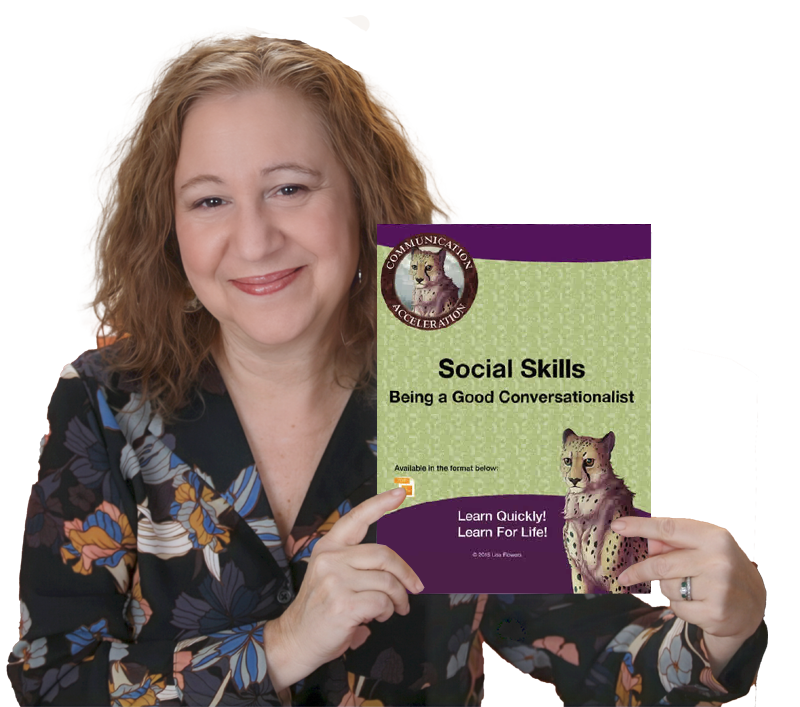 COMMUNICATION
ACCELERATION
Social Skills
Being a Good Conversationalist
Available in the format below:
Learn Quickly!
Learn For Life!
© 2016 Lisa Flowers